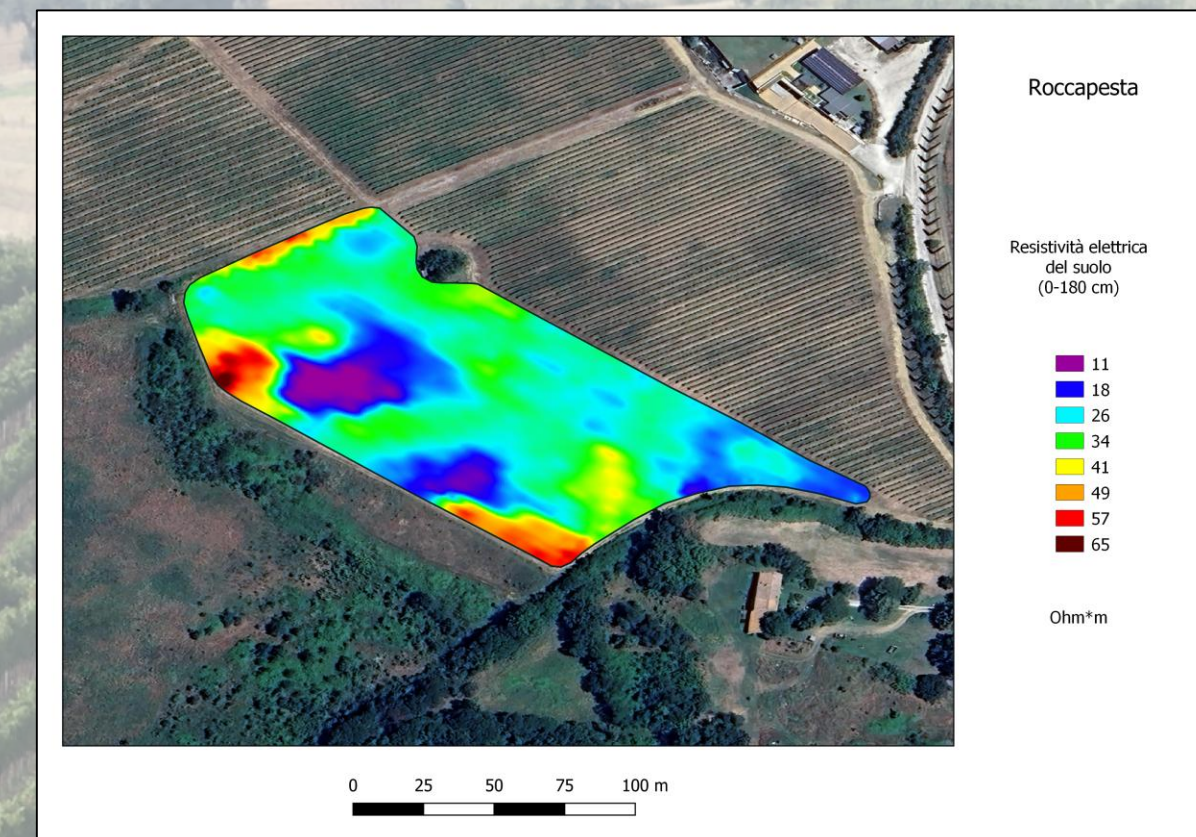 Roccapesta
Resistività elettrica
del suolo
(0-180 cm)
11
18
26
34
41
49
57
65
Ohm*m
0 25 50 75 100 m